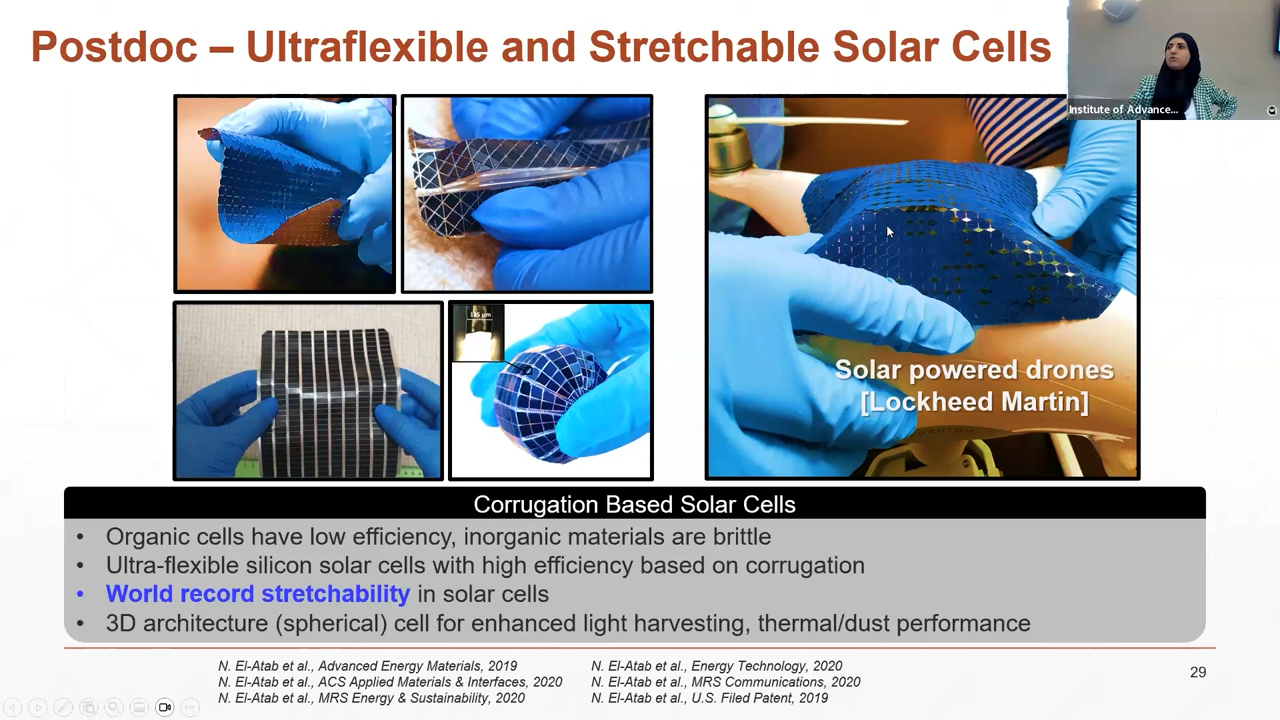 Postdoc – Ultraflexible and Stretchable Solar Cells
Institute of Advance...
185 µm
Solar powered drones
[Lockheed Martin]
Corrugation Based Solar Cells
• Organic cells have low efficiency, inorganic materials are brittle
• Ultra-flexible silicon solar cells with high efficiency based on corrugation
• World record stretchability in solar cells
• 3D architecture (spherical) cell for enhanced light harvesting, thermal/dust performance
N. El-Atab et al., Advanced Energy Materials, 2019
N. El-Atab et al., ACS Applied Materials & Interfaces, 2020
N. El-Atab et al., MRS Energy & Sustainability, 2020
N. El-Atab et al., Energy Technology, 2020
N. El-Atab et al., MRS Communications, 2020
N. El-Atab et al., U.S. Filed Patent, 2019
29